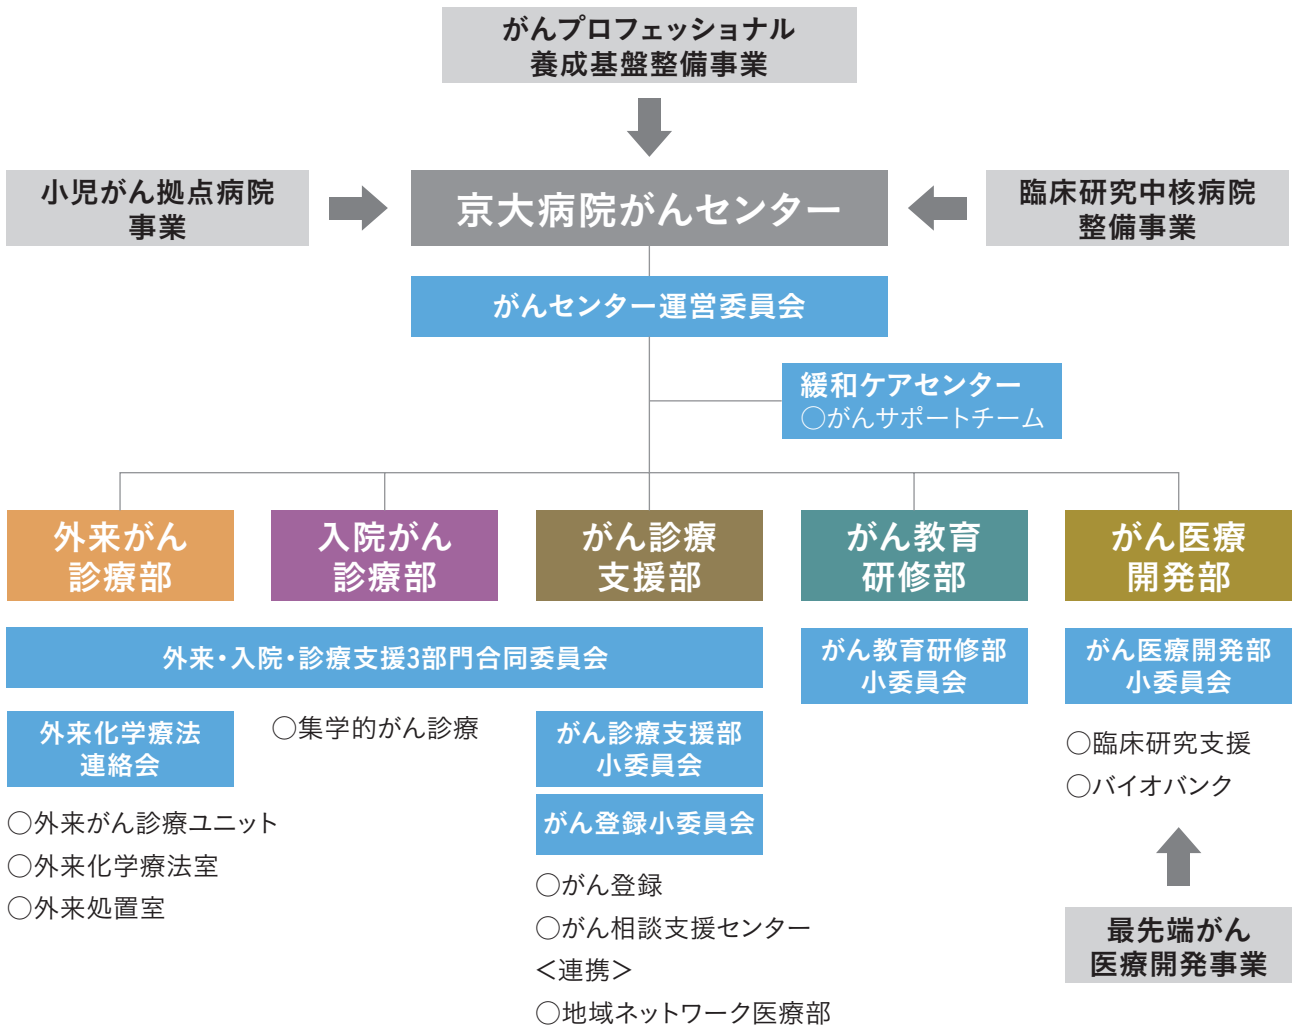 がんプロフェッショナル
養成基盤整備事業
小児がん拠点病院
事業
京大病院がんセンター
臨床研究中核病院
整備事業
がんセンター運営委員会
緩和ケアセンター
○がんサポートチーム
外来がん
診療部
入院がん
診療部
がん診療
支援部
がん教育
研修部
がん医療
開発部
外来・入院・診療支援3部門合同委員会
がん教育研修部
小委員会
がん医療開発部
小委員会
外来化学療法
連絡会
○外来がん診療ユニット
○外来化学療法室
○外来処置室
○集学的がん診療
がん診療支援部
小委員会
がん登録小委員会
○がん登録
○がん相談支援センター
＜連携＞
○地域ネットワーク医療部
○臨床研究支援
○バイオバンク
最先端がん
医療開発事業